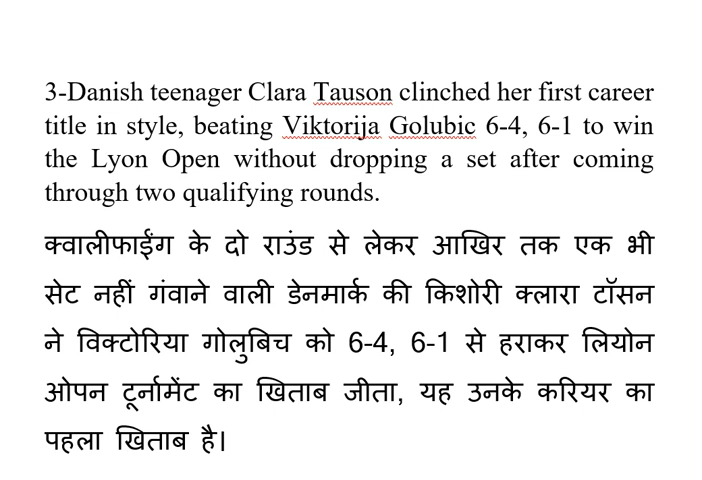 3-Danish teenager Clara Tauson clinched her first career
title in style, beating Viktorija Golubic 6-4, 6-1 to win
the Lyon Open without dropping a set after coming
through two qualifying rounds.
क्वालीफाईंग के दो राउंड से लेकर आखिर तक एक भी
सेट नहीं गंवाने वाली डेनमार्क की किशोरी क्लारा टॉसन
ने विक्टोरिया गोलुबिच को 6-4, 6-1 से हराकर लियोन
ओपन टूर्नामेंट का खिताब जीता, यह उनके करियर का
पहला खिताब है।